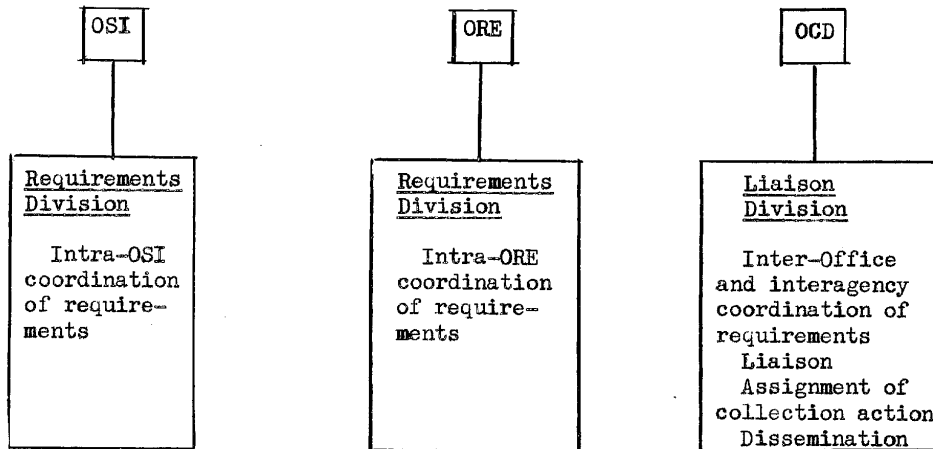 OSI
ORE
OCD
Requirements
Division
Intra-OSI
coordination
of require-
ments
Requirements
Division
Intra-ORE
coordination
of require-
ments
Liaison
Division
Inter-Office
and interagency
coordination of
requirements
Liaison
Assignment of
collection action
Dissemination